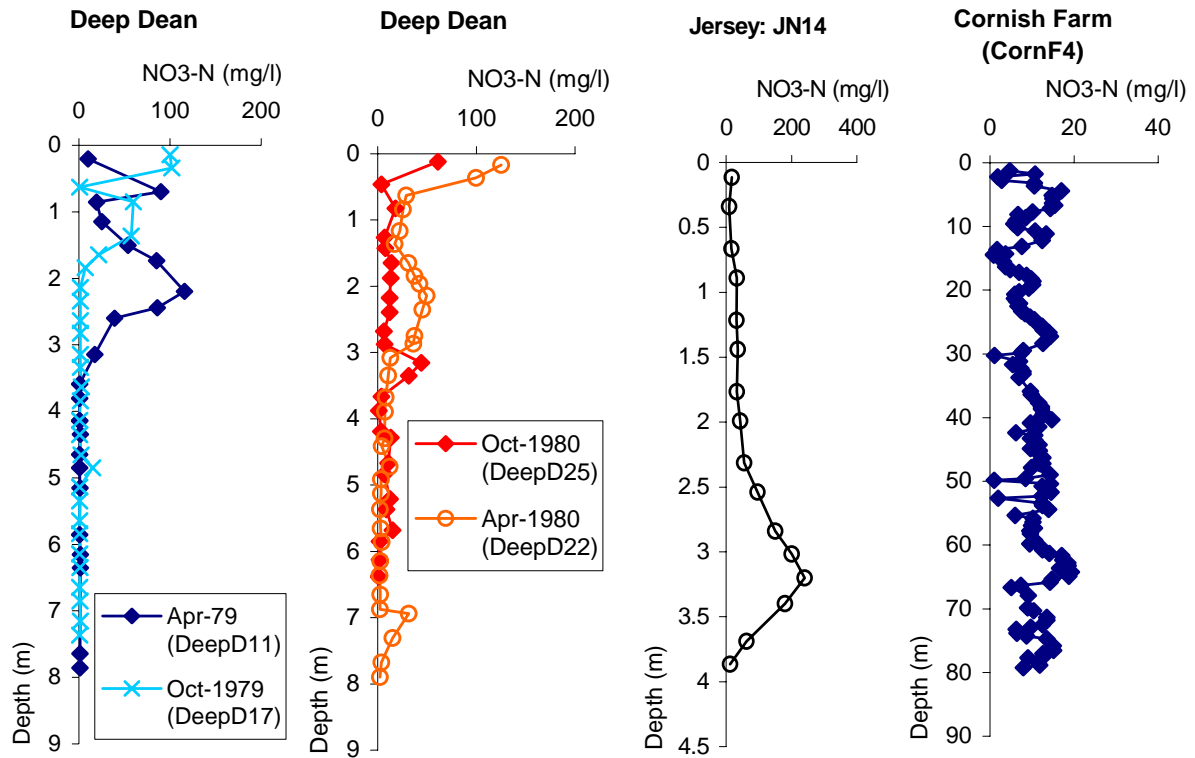 Deep Dean
NO3-N (mg/l)
0 100 200
0
1
2
3
4
5
6
7
8
9
Depth (m)
Apr-79
(DeepD11)
Oct-1979
(DeepD17)
Deep Dean
NO3-N (mg/l)
0 100 200
0
1
2
3
4
5
6
7
8
9
Depth (m)
Oct-1980
(DeepD25)
Apr-1980
(DeepD22)
Jersey: JN14
NO3-N (mg/l)
0 200 400
0
0.5
1
1.5
2
2.5
3
3.5
4
4.5
Depth (m)
Cornish Farm
(CornF4)
NO3-N (mg/l)
0 20 40
0
10
20
30
40
50
60
70
80
90
Depth (m)